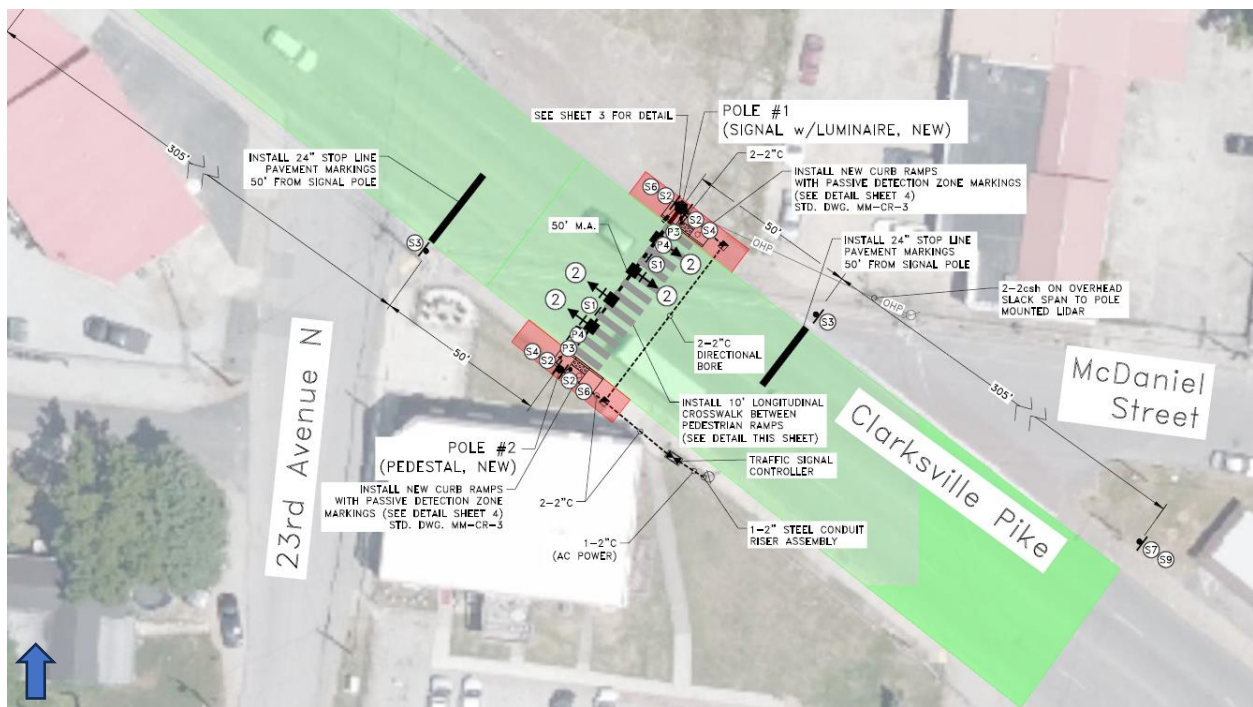 305'
INSTALL 24" STOP LINE
PAVEMENT MARKINGS
50' FROM SIGNAL POLE
S3
50'
23rd Avenue N
SEE SHEET 3 FOR DETAIL
POLE #1
(SIGNAL w/LUMINAIRE, NEW)
2-2"C
INSTALL NEW CURB RAMPS
WITH PASSIVE DETECTION ZONE MARKINGS
(SEE DETAIL SHEET 4)
STD. DWG. MM-CR-3
S6
S2
S2
S4
P3
P4
50' M.A.
S1
2
2
2
2
S1
P4
P3
S4
S2
S2
S6
50'
OHP
INSTALL 24" STOP LINE
PAVEMENT MARKINGS
50' FROM SIGNAL POLE
S3
OHP
2-2csh ON OVERHEAD
SLACK SPAN TO POLE
MOUNTED LIDAR
305'
McDaniel
Street
2-2"C
DIRECTIONAL
BORE
INSTALL 10' LONGITUDINAL
CROSSWALK BETWEEN
PEDESTRIAN RAMPS
(SEE DETAIL THIS SHEET)
Clarksville Pike
TRAFFIC SIGNAL
CONTROLLER
POLE #2
(PEDESTAL, NEW)
INSTALL NEW CURB RAMPS
WITH PASSIVE DETECTION ZONE
MARKINGS (SEE DETAIL SHEET 4)
STD. DWG. MM-CR-3
2-2"C
1-2"C
(AC POWER)
1-2" STEEL CONDUIT
RISER ASSEMBLY
S7
S9